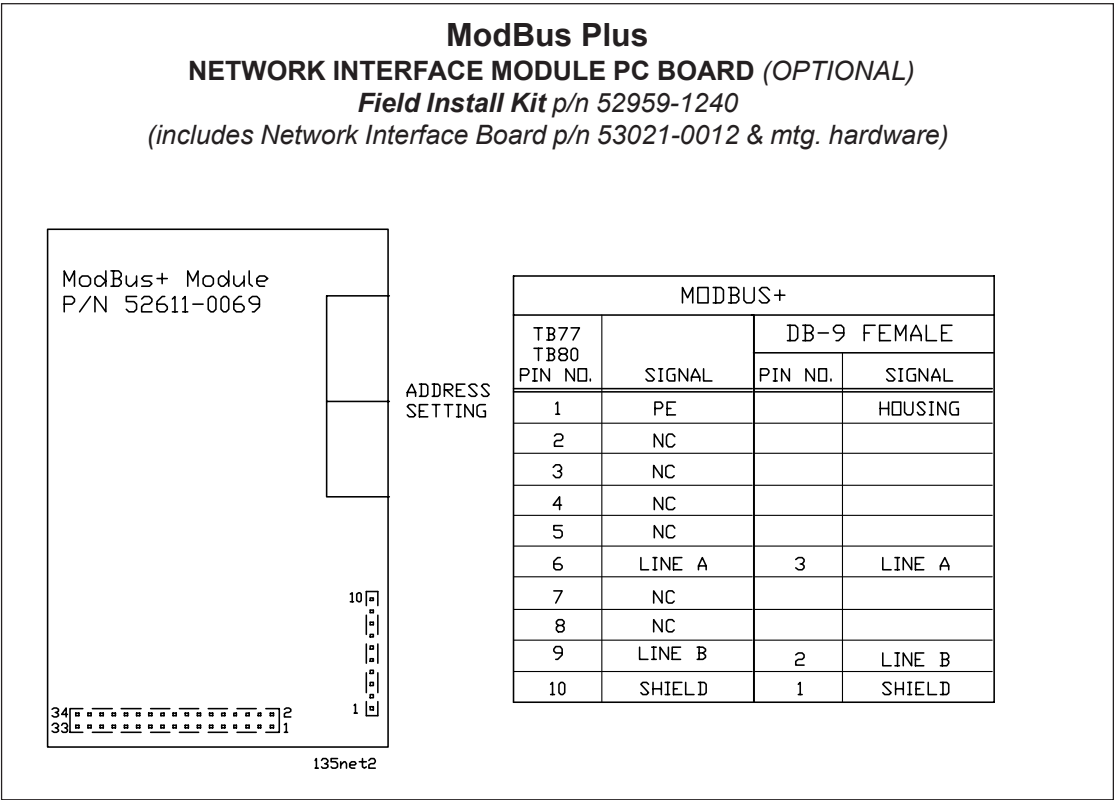 ModBus Plus
NETWORK INTERFACE MODULE PC BOARD (OPTIONAL)
Field Install Kit p/n 52959-1240
(includes Network Interface Board p/n 53021-0012 & mtg. hardware)
ModBus+ Module
P/N 52611-0069
ADDRESS
SETTING
10
1
34 2
33 1
135net2
MODBUS+
TB77
TB80
PIN NO. SIGNAL
DB-9 FEMALE
PIN NO. SIGNAL
1 PE HOUSING
2 NC
3 NC
4 NC
5 NC
6 LINE A 3 LINE A
7 NC
8 NC
9 LINE B 2 LINE B
10 SHIELD 1 SHIELD